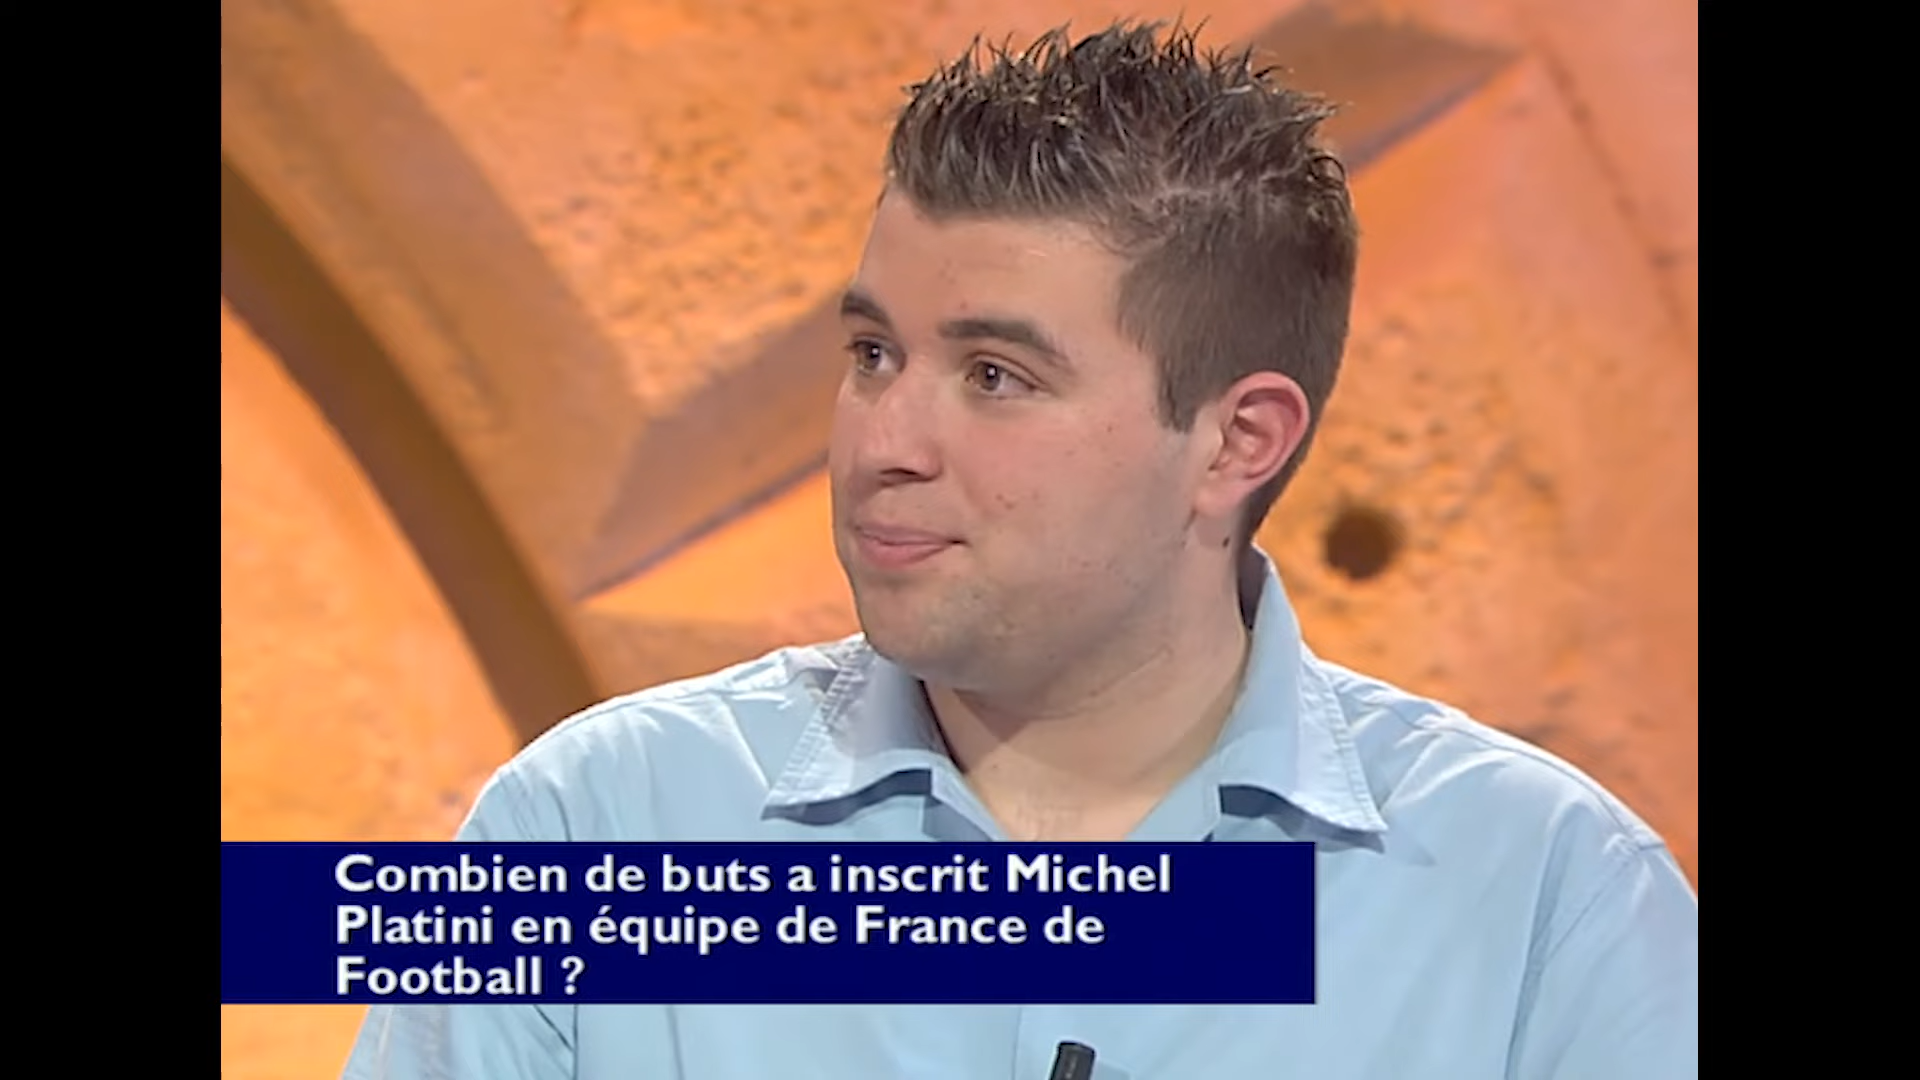 Combien de buts a inscrit Michel
Platini en équipe de France de
Football ?